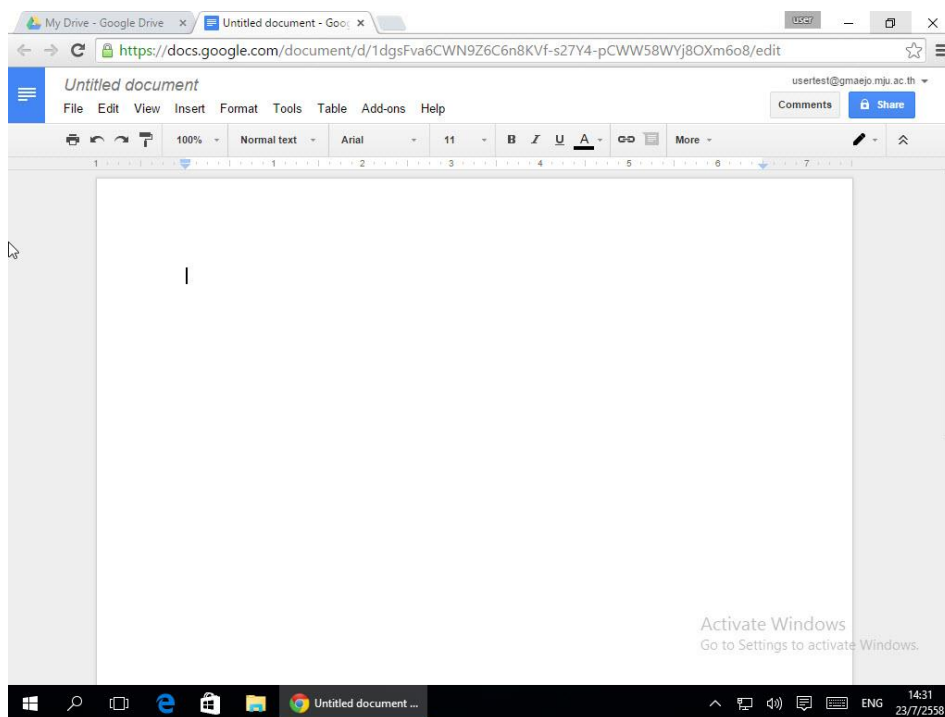 My Drive - Google Drive
Untitled document - Goog
user
https://docs.google.com/document/d/1dgsFva6CWN9Z6C6n8KVf-s27Y4-pCWW58WYj8OXm6o8/edit
Untitled document
usertest@gmaejo.mju.ac.th
File Edit View Insert Format Tools Table Add-ons Help
Comments Share
100% Normal text Arial 11 B I U A More
1 1 2 3 4 5 6 7
Activate Windows
Go to Settings to activate Windows.
Untitled document ...
ENG
14:31
23/7/2558